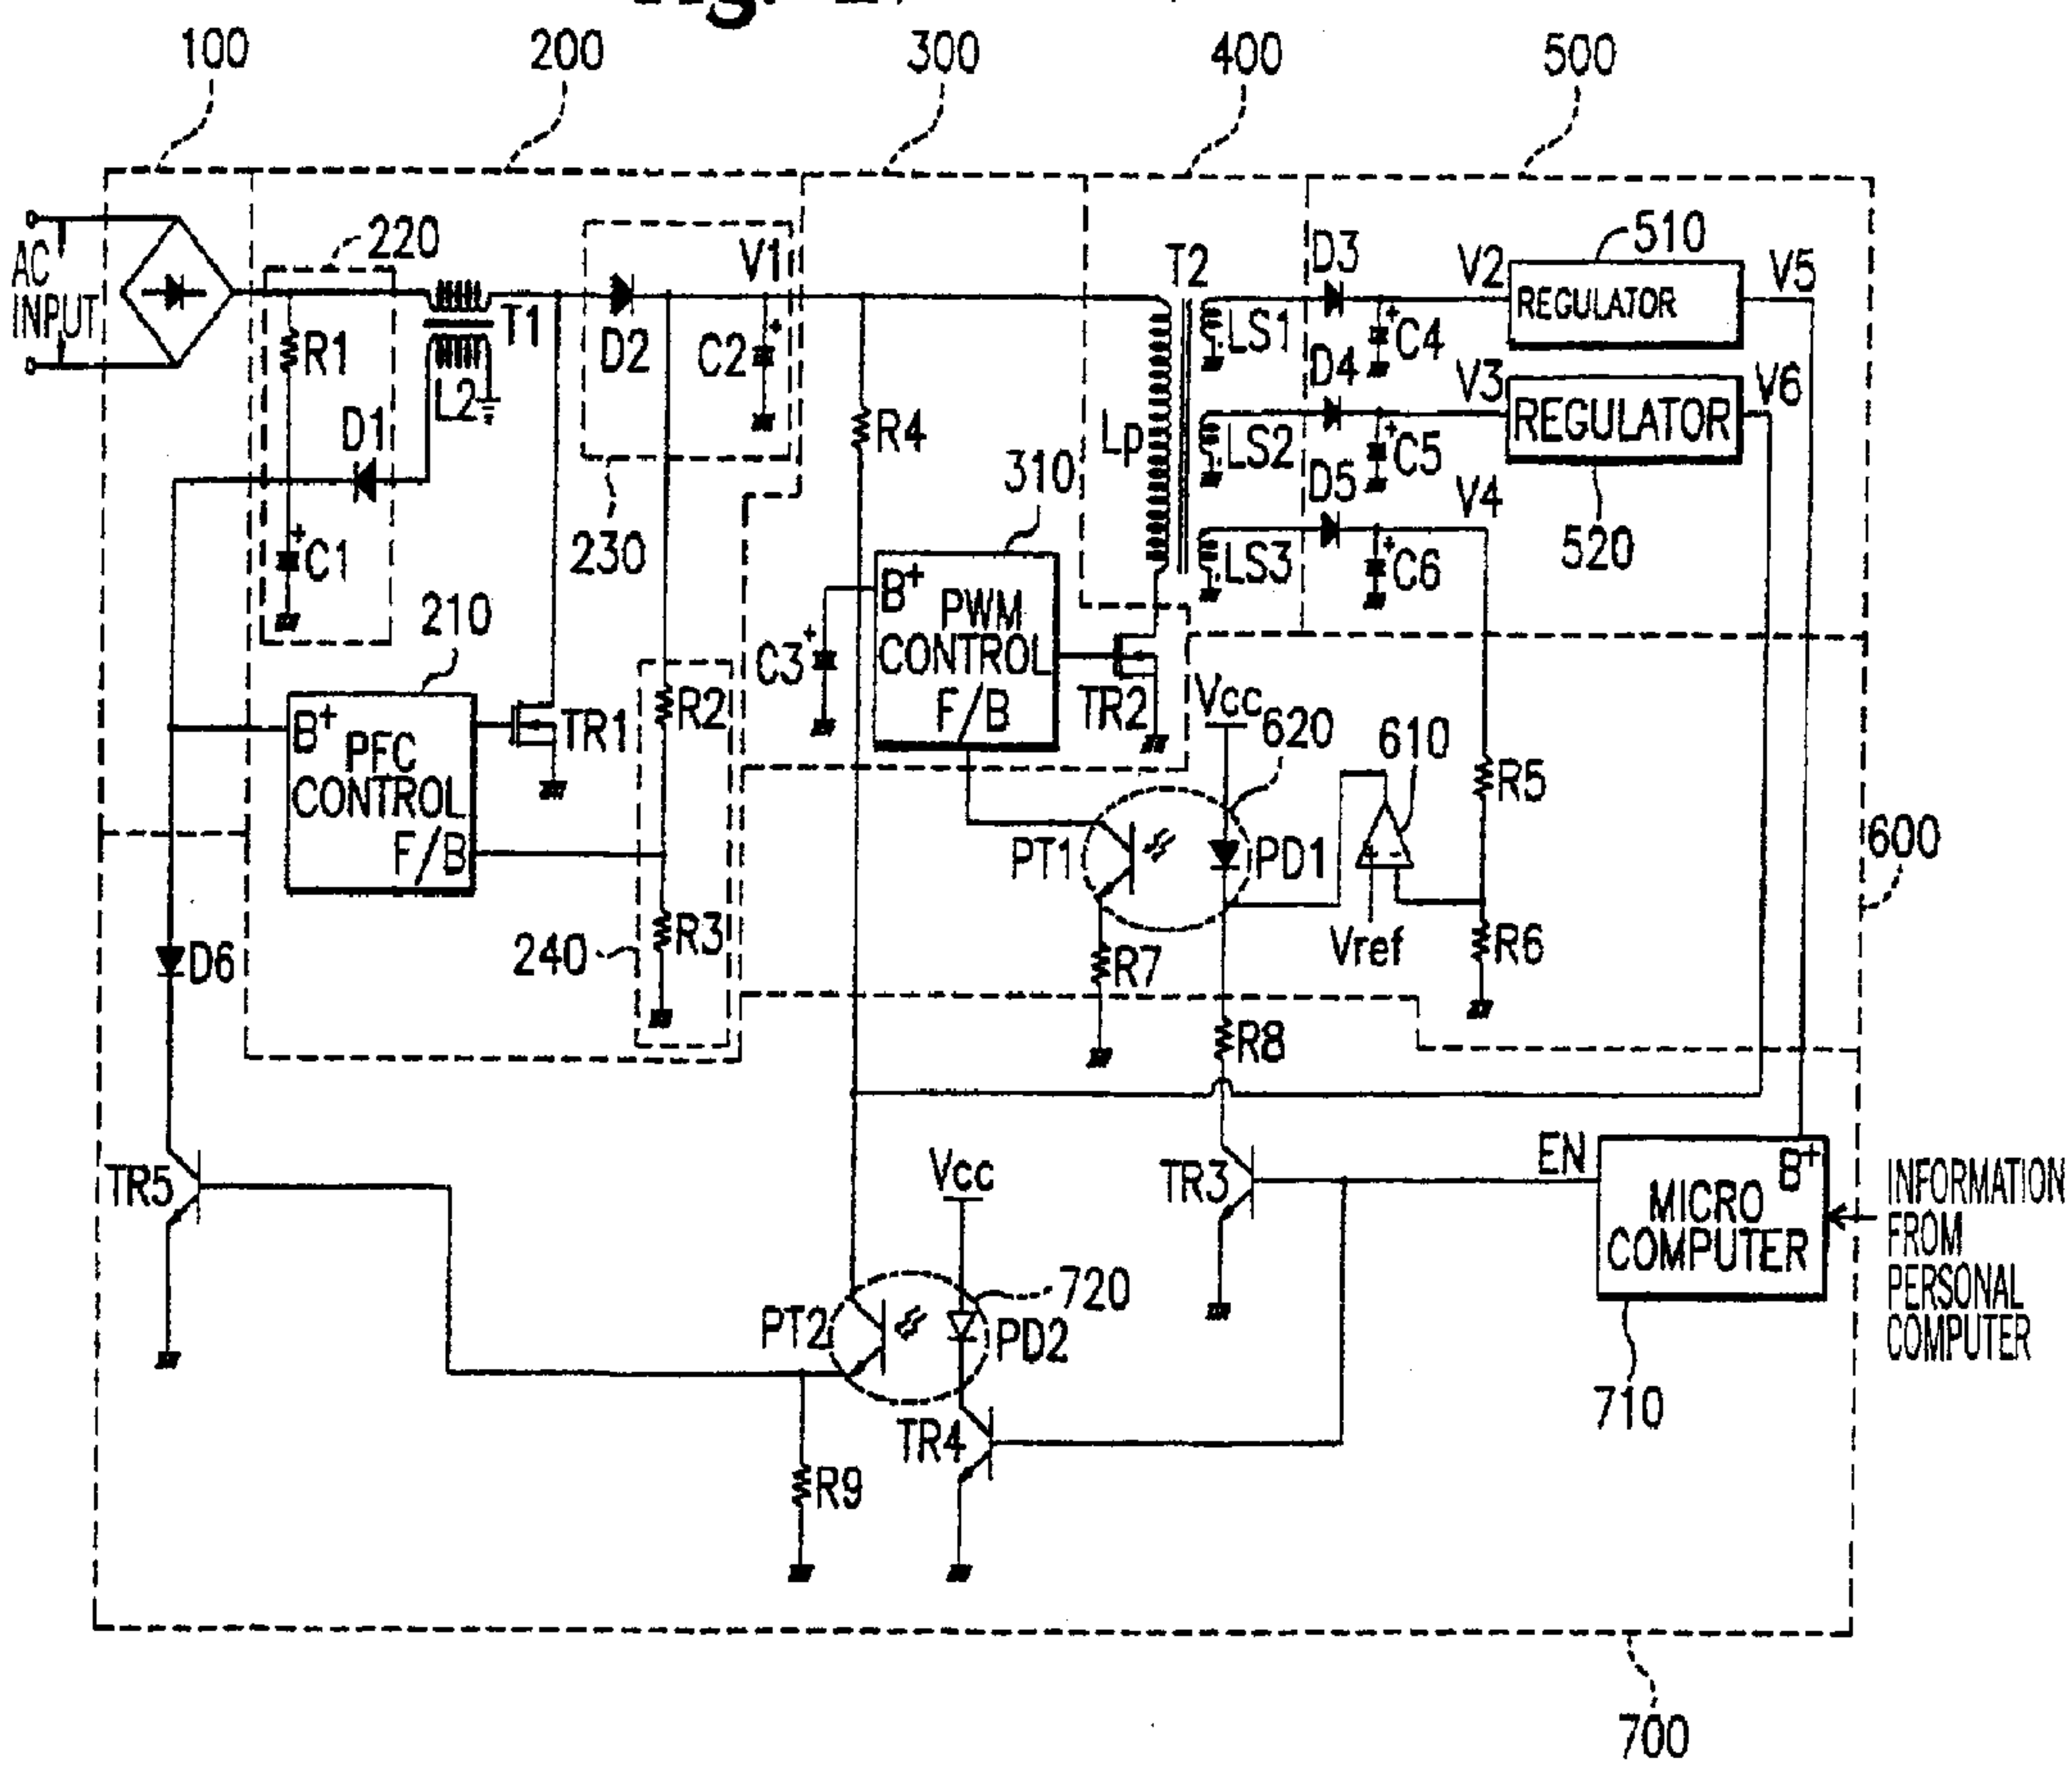 100 200 300 400 500
AC
INPUT
220
R1
D1
C1
T1
L2
D2
V1
C2
230
R4
310
B+
PWM
CONTROL
F/B
C3
TR2
T2
Lp
LS1
LS2
LS3
D3
D4
D5
C4
C5
C6
V2
V3
V4
510
REGULATOR
V5
REGULATOR
V6
520
210
B+
PFC
CONTROL
F/B
TR1
R2
R3
240
Vcc
620
610
PT1
PD1
Vref
R5
R6
R7
600
D6
R8
TR5
TR3
EN
B+
MICRO
COMPUTER
710
INFORMATION
FROM
PERSONAL
COMPUTER
Vcc
720
PT2
PD2
TR4
R9
700